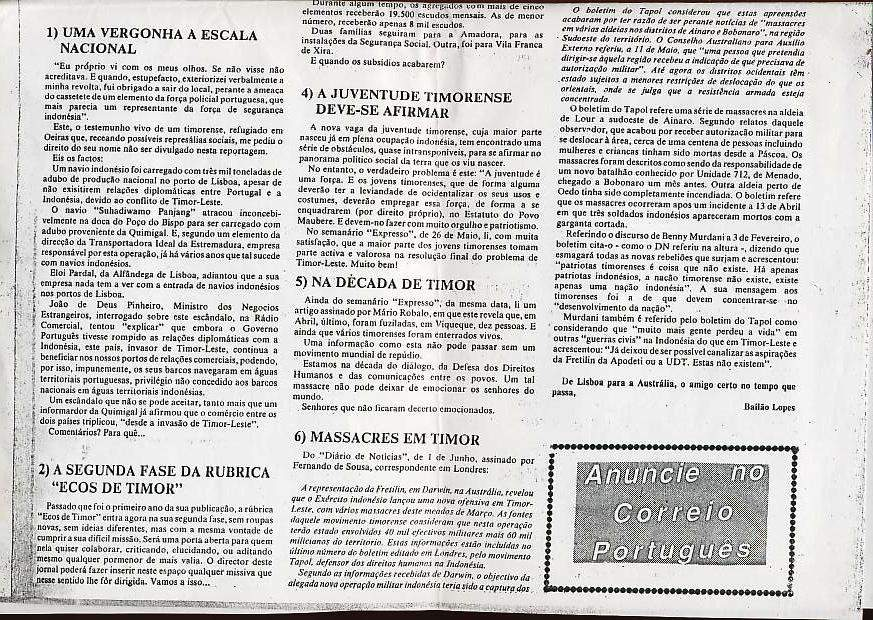 1) UMA VERGONHA A ESCALA
NACIONAL
"Eu próprio vi com os meus olhos. Se não visse não
acreditava. E quando, estupefacto, exteriorizei verbalmente a
minha revolta, fui obrigado a sair do local, perante a ameaça
do cassetete de um elemento da força policial portuguesa, que
mais parecia um representante da força de segurança
indonésia".
Este, o testemunho vivo de um timorense, refugiado em
Oeiras que, receando possíveis represálias sociais, me pediu o
direito do seu nome não ser divulgado nesta reportagem.
Eis os factos:
Um navio indonésio foi carregado com três mil toneladas de
adubo de produção nacional no porto de Lisboa, apesar de
não existirem relações diplomáticas entre Portugal e a
Indonésia, devido ao conflito de Timor-Leste.
O navio "Suhadiwamo Panjang" atracou inconcebi-
velmente na doca do Poço do Bispo para ser carregado com
adubo proveniente da Quimigal. E, segundo um elemento da
direcção da Transportadora Ideal da Estremadura, empresa
responsável por esta operação, já há vários anos que tal sucede
com navios indonésios.
Eloi Pardal, da Alfândega de Lisboa, adiantou que a sua
empresa nada tem a ver com a entrada de navios indonésios
nos portos de Lisboa.
João de Deus Pinheiro, Ministro dos Negocios
Estrangeiros, interrogado sobre este escândalo, na Rádio
Comercial, tentou "explicar" que embora o Governo
Português tivesse rompido as relações diplomáticas com a
Indonésia, este país, invasor de Timor-Leste, continua a
beneficiar nos nossos portos de relações comerciais, podendo,
por isso, impunemente, os seus barcos navegaram em águas
territoriais portuguesas, privilégio não concedido aos barcos
nacionais em águas territoriais indonésias.
Um escândalo que não se pode aceitar, tanto mais que um
informardor da Quimigal já afirmou que o comércio entre os
dois países triplicou, "desde a invasão de Timor-Leste".
Comentários? Para quê...
2) A SEGUNDA FASE DA RUBRICA
"ECOS DE TIMOR"
Passado que foi o primeiro ano da sua publicação, a rúbrica
"Ecos de Timor" entra agora na sua segunda fase, sem roupas
novas, sem ideias diferentes, mas com a mesma vontade de
cumprir a sua difícil missão. Será uma porta aberta para quem
nela quiser colaborar, criticando, elucidando, ou aditando
mesmo qualquer pormenor de mais valia. O director deste
jornal poderá fazer inserir neste espaço qualquer missiva que
nesse sentido lhe fôr dirigida. Vamos a isso...
Durante algum tempo, os agregados com mais de cinco
elementos receberão 19.500 escudos mensais. As de menor
número, receberão apenas 8 mil escudos.
Duas famílias seguiram para a Amadora, para as
instalações da Segurança Social. Outra, foi para Vila Franca
de Xira.
E quando os subsídios acabarem?
4) A JUVENTUDE TIMORENSE
DEVE-SE AFIRMAR
A nova vaga da juventude timorense, cuja maior parte
nasceu já em plena ocupação indonésia, tem encontrado uma
série de obstáculos, quase intransponíveis, para se afirmar no
panorama político social da terra que os viu nascer.
No entanto, o verdadeiro problema é este: "A juventude é
uma força. E os jovens timorenses, que de forma alguma
deverão ter a leviandade de ocidentalizar os seus usos e
costumes, deverão empregar essa força, de forma a se
enquadrarem (por direito próprio), no Estatuto do Povo
Maubere. E devem-no fazer com muito orgulho e patriotismo.
No semanário "Expresso", de 26 de Maio, li, com muita
satisfação, que a maior parte dos jovens timorenses tomam
parte activa e valorosa na resolução final do problema de
Timor-Leste. Muito bem!
5) NA DÉCADA DE TIMOR
Ainda do semanário "Expresso", da mesma data, li um
artigo assinado por Mário Robalo, em que este revela que, em
Abril, último, foram fuziladas, em Viqueque, dez pessoas. E
ainda que vários timorenses foram enterrados vivos.
Uma informação como esta não pode passar sem um
movimento mundial de repúdio.
Estamos na década do diálogo, da Defesa dos Direitos
Humanos e das comunicações entre os povos. Um tal
massacre não pode deixar de emocionar os senhores do
mundo.
Senhores que não ficaram decerto emocionados.
6) MASSACRES EM TIMOR
Do "Diário de Notícias", de 1 de Junho, assinado por
Fernando de Sousa, correspondente em Londres:
A representação da Fretilin, em Darwin, na Austrália, revelou
que o Exército indonésio lançou uma nova ofensiva em Timor-
Leste, com vários massacres deste meados de Março. As fontes
daquele movimento timorense consideram que nesta operação
terão estado envolvidos 40 mil efectivos militares mais 60 mil
milicianos do territorio. Estas informações estão incluidas no
último número do boletim editado em Londres, pelo movimento
Tapol, defensor dos direitos humanos na Indonésia.
Segundo as informações recebidas de Darwin, o objectivo da
alegada nova operação militar indonésia teria sido a captura dos
O boletim do Tapol considerou que estas apreensões
acabaram por ter razão de ser perante notícias de "massacres
em várias aldeias nos distritos de Ainaro e Bobonaro", na região
Sudoeste do território. O Conselho Australiano para Auxílio
Externo referiu, a 11 de Maio, que "uma pessoa que pretendia
dirigir-se àquela região recebeu a indicação de que precisava de
autorização militar". Até agora os distritos ocidentais têm
estado sujeitos a menores restrições de deslocação do que os
orientais, onde se julga que a resistência armada esteja
concentrada.
O boletim do Tapol refere uma série de massacres na aldeia
de Lour a sudoeste de Ainaro. Segundo relatos daquele
observador, que acabou por receber autorizacão militar para
se deslocar à área, cerca de uma centena de pessoas incluindo
mulheres e crianças tinham sido mortas desde a Páscoa. Os
massacres foram descritos como sendo da responsabilidade de
um novo batalhão conhecido por Unidade 712, de Menado,
chegado a Bobonaro um mês antes. Outra aldeia perto de
Oedo tinha sido completamente incendiada. O boletim refere
que os massacres ocorreram apos um incidente a 13 de Abril
em que três soldados indonésios apareceram mortos com a
garganta cortada.
Referindo o discurso de Benny Murdani a 3 de Fevereiro, o
boletim cita-o - como o DN referiu na altura -, dizendo que
esmagará todas as novas rebeliões que surjam e acrescentou:
"patriotas timorenses é coisa que não existe. Há apenas
patriotas indonésios, a nação timorense não existe, existe
apenas uma nação indonésia". A sua mensagem aos
timorenses foi a de que devem concentrar-se no
"desenvolvimento da nação".
Murdani também é referido pelo boletim do Tapol como
considerando que "muito mais gente perdeu a vida" em
outras "guerras civis" na Indonésia do que em Timor-Leste e
acrescentou: "Já deixou de ser possível canalizar as aspirações
da Fretilin da Apodeti ou a UDT. Estas não existem".
De Lisboa para a Austrália, o amigo certo no tempo que
passa,
Bailão Lopes
Anuncie no
Correio
Português